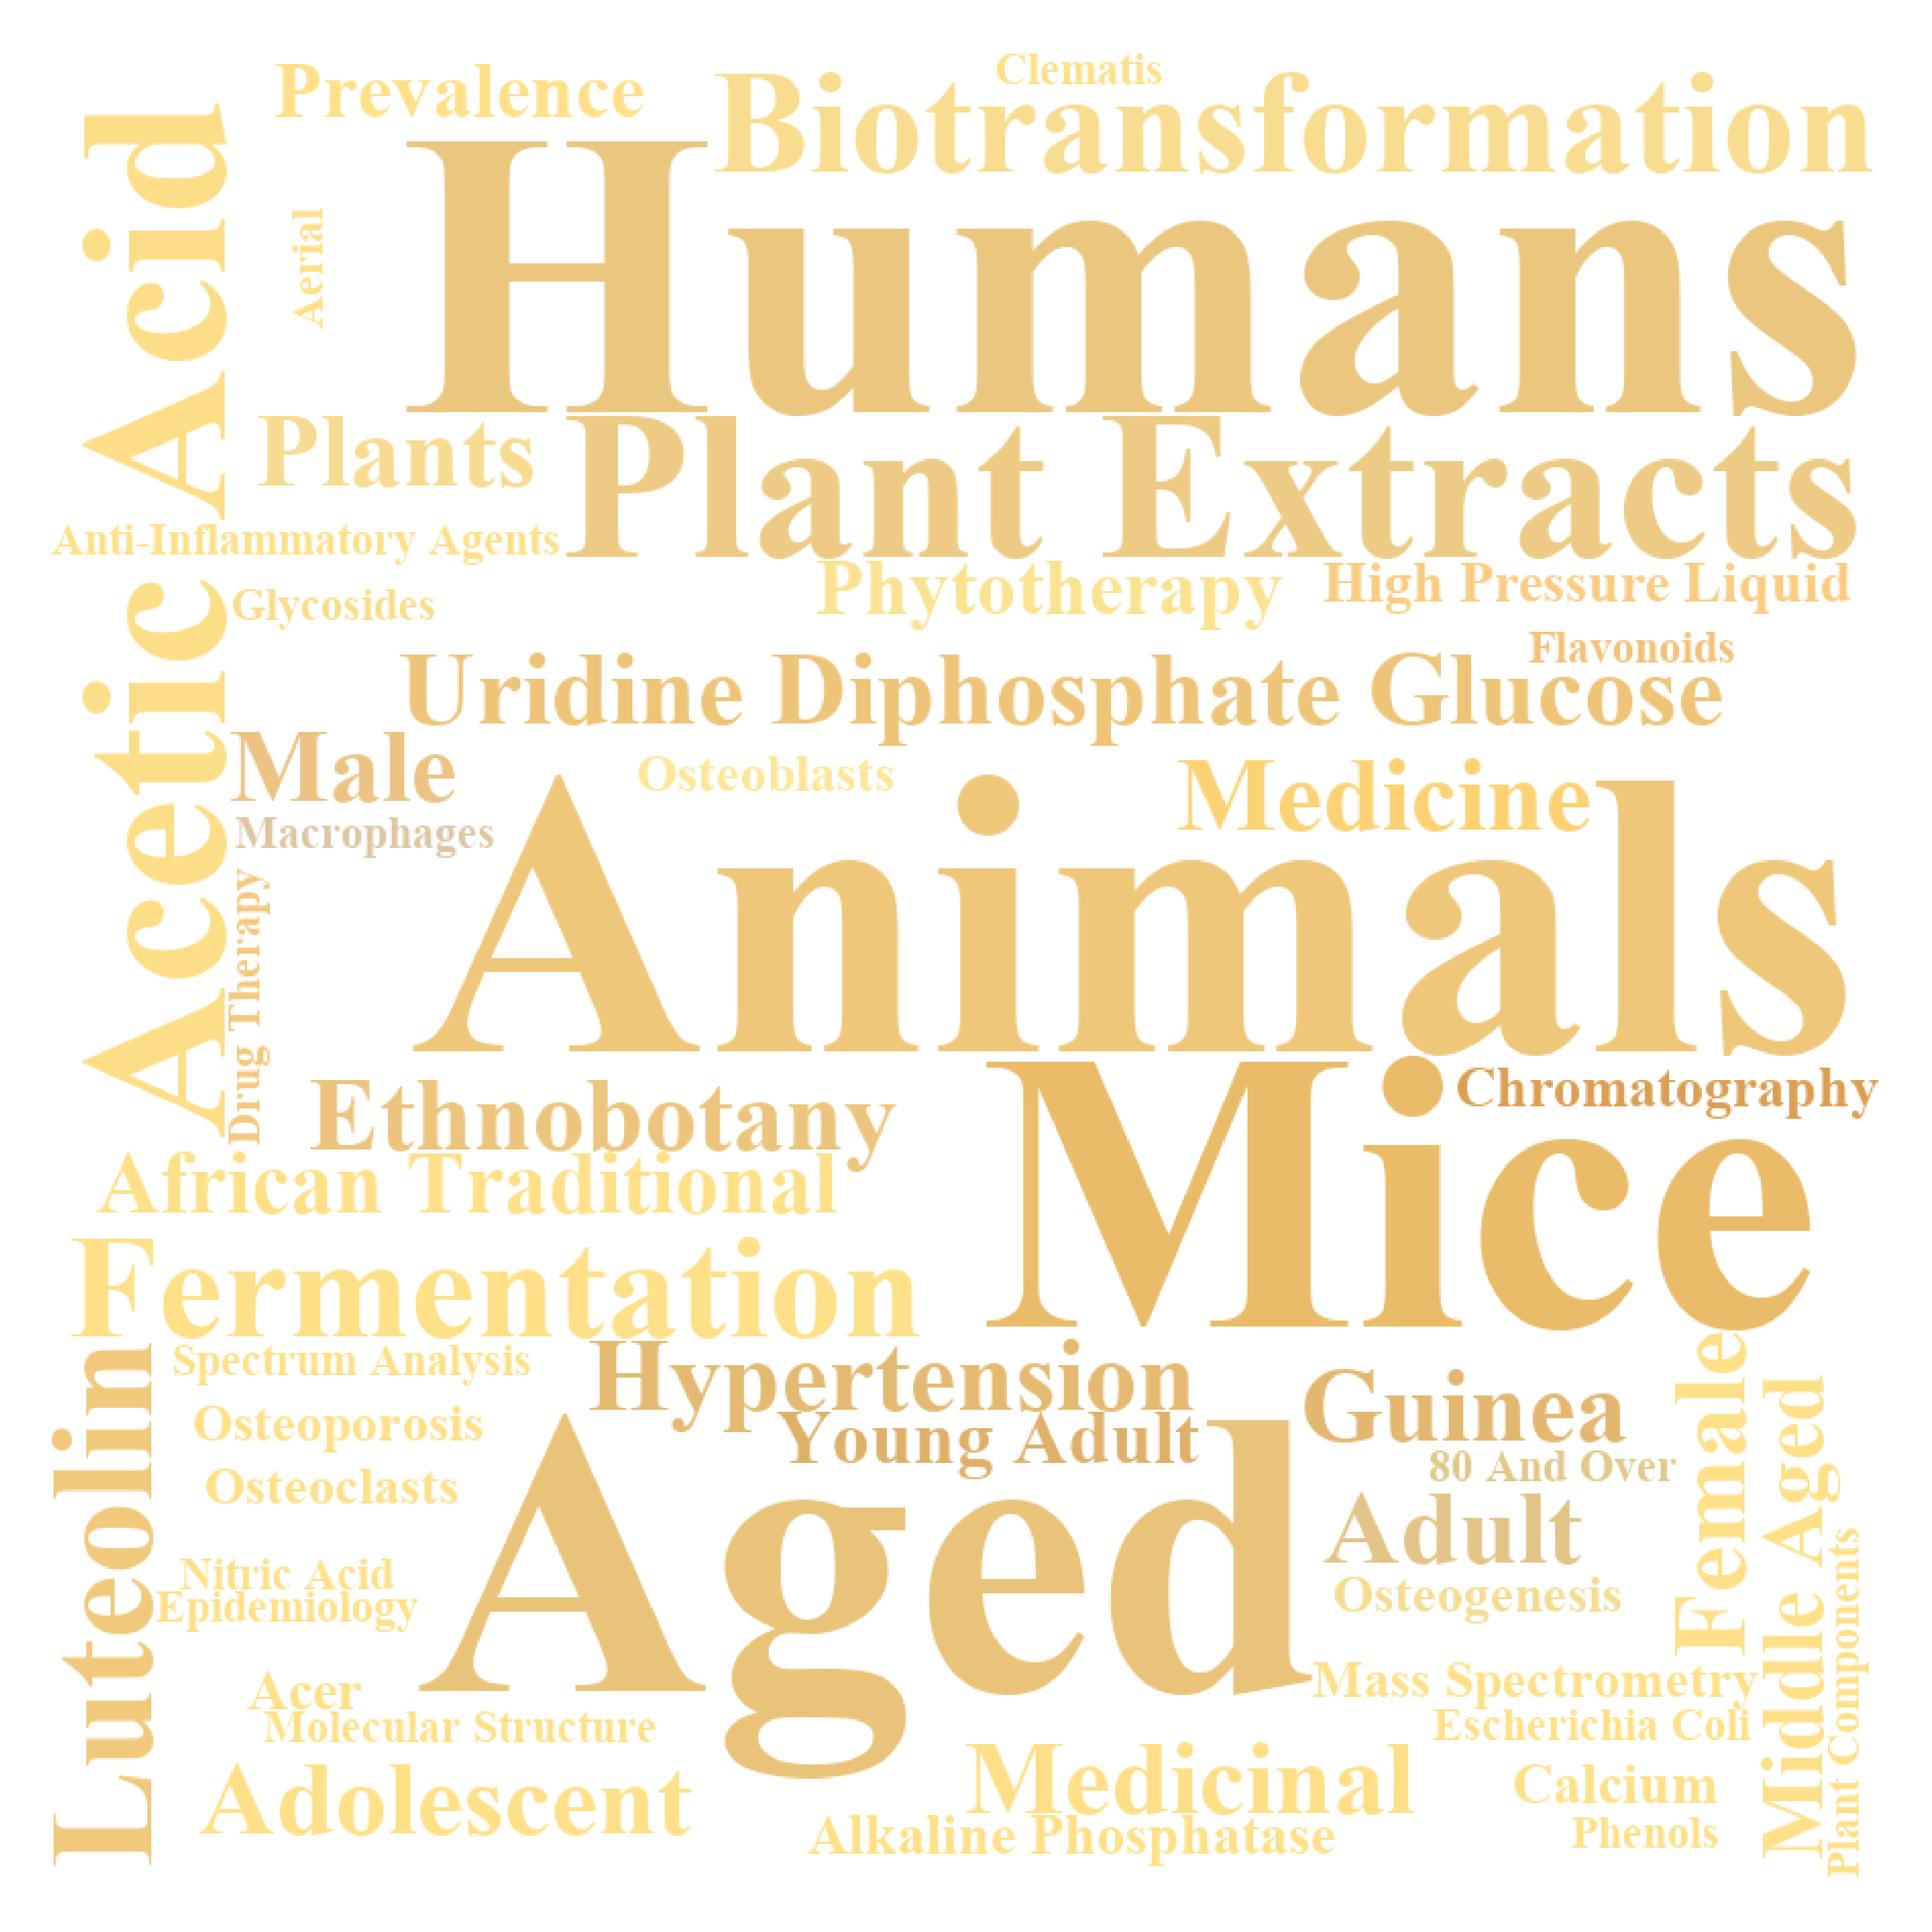 Clematis
Prevalence
Biotransformation
Humans
Acetic Acid
Aerial
Plants
Plant Extracts
Anti-Inflammatory Agents
Phytotherapy
High Pressure Liquid
Glycosides
Flavonoids
Uridine Diphosphate Glucose
Male
Osteoblasts
Medicine
Macrophages
Animals
Drug Therapy
Ethnobotany
Mice
Chromatography
African Traditional
Fermentation
Luteolin
Spectrum Analysis
Hypertension
Guinea
Female
Middle Aged
Osteoporosis
Young Adult
80 And Over
Osteoclasts
Aged
Adult
Plant Components
Nitric Acid
Epidemiology
Osteogenesis
Acer
Mass Spectrometry
Molecular Structure
Escherichia Coli
Adolescent
Medicinal
Calcium
Alkaline Phosphatase
Phenols